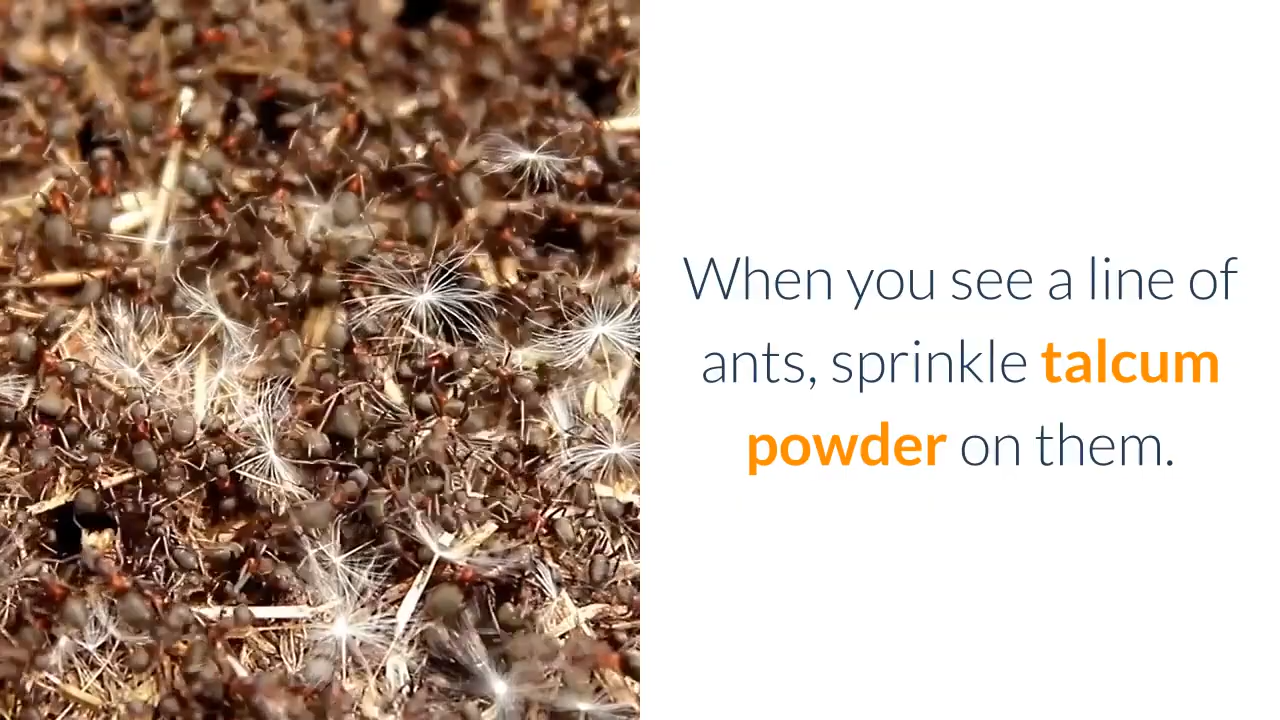 When you see a line of
ants, sprinkle talcum
powder on them.